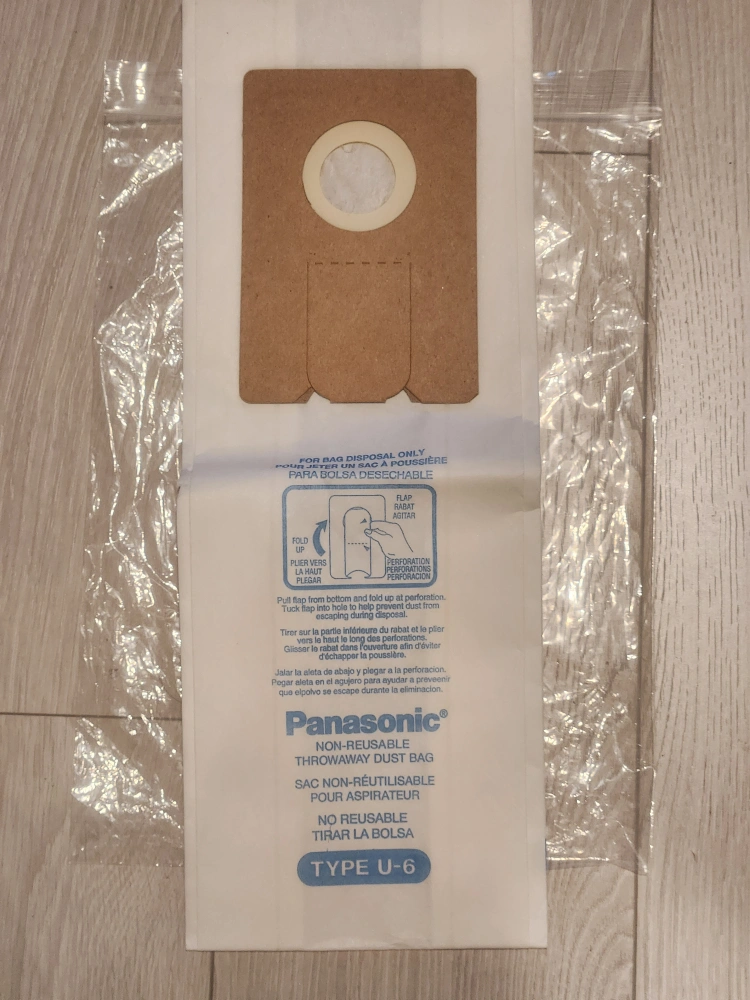 FOR BAG DISPOSAL ONLY
POUR JETER UN SAC À POUSSIÈRE
PARA BOLSA DESECHABLE
FLAP
RABAT
AGITAR
FOLD
UP
PLIER VERS
LA HAUT
PLEGAR
PERFORATION
PERFORATIONS
PERFORACION
Pull flap from bottom and fold up at perforation.
Tuck flap into hole to help prevent dust from
escaping during disposal.
Tirer sur la partie inférieure du rabat et le plier
vers le haut le long des perforations.
Glisser le rabat dans l'ouverture afin d'éviter
d'échapper la poussière.
Jalar la aleta de abajo y plegar a la perforacion.
Pegar aleta en el agujero para ayudar a preveenir
que elpolvo se escape durante la eliminacion.
Panasonic®
NON-REUSABLE
THROWAWAY DUST BAG
SAC NON-RÉUTILISABLE
POUR ASPIRATEUR
NO REUSABLE
TIRAR LA BOLSA
TYPE U-6